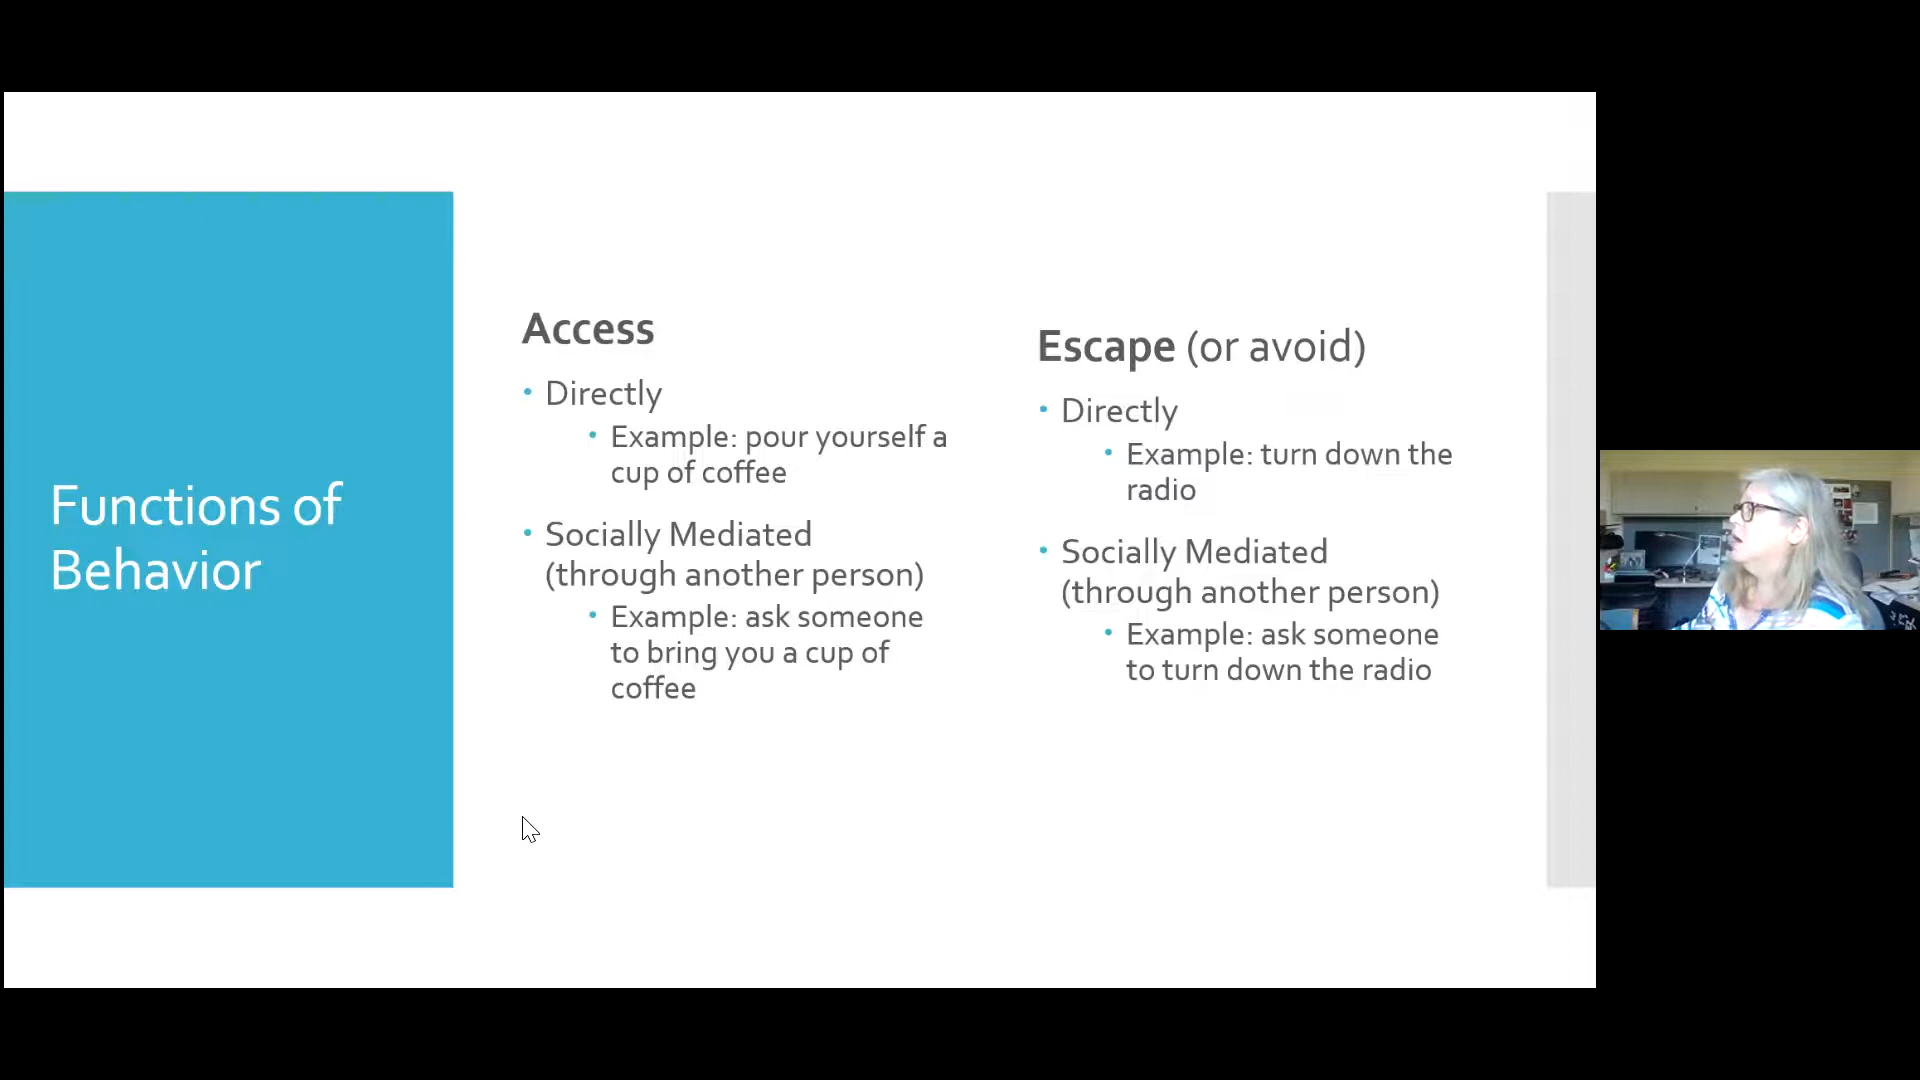 Functions of
Behavior
Access
• Directly
• Example: pour yourself a
cup of coffee
• Socially Mediated
(through another person)
• Example: ask someone
to bring you a cup of
coffee
Escape (or avoid)
• Directly
• Example: turn down the
radio
• Socially Mediated
(through another person)
• Example: ask someone
to turn down the radio